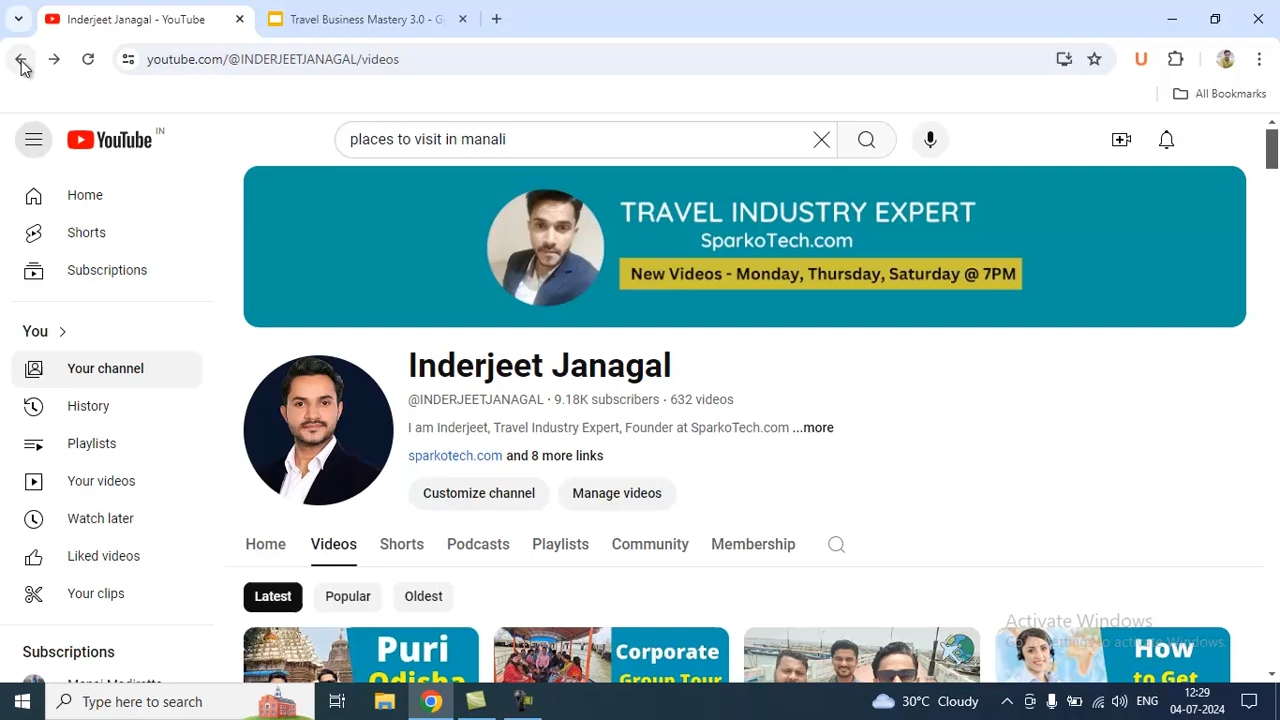 Inderjeet Janagal - YouTube
Travel Business Mastery 3.0 - G
youtube.com/@INDERJEETJANAGAL/videos
U
All Bookmarks
YouTube IN
places to visit in manali
Home
Shorts
Subscriptions
You
Your channel
History
Playlists
Your videos
Watch later
Liked videos
Your clips
Subscriptions
TRAVEL INDUSTRY EXPERT
SparkoTech.com
New Videos - Monday, Thursday, Saturday @ 7PM
Inderjeet Janagal
@INDERJEETJANAGAL · 9.18K subscribers · 632 videos
I am Inderjeet, Travel Industry Expert, Founder at SparkoTech.com ...more
sparkotech.com and 8 more links
Customize channel
Manage videos
Home Videos Shorts Podcasts Playlists Community Membership
Latest Popular Oldest
Puri
Odisha
Corporate
Group Tour
How
to Get
Activate Windows
to activate Windows.
Type here to search
30°C Cloudy
ENG
12:29
04-07-2024